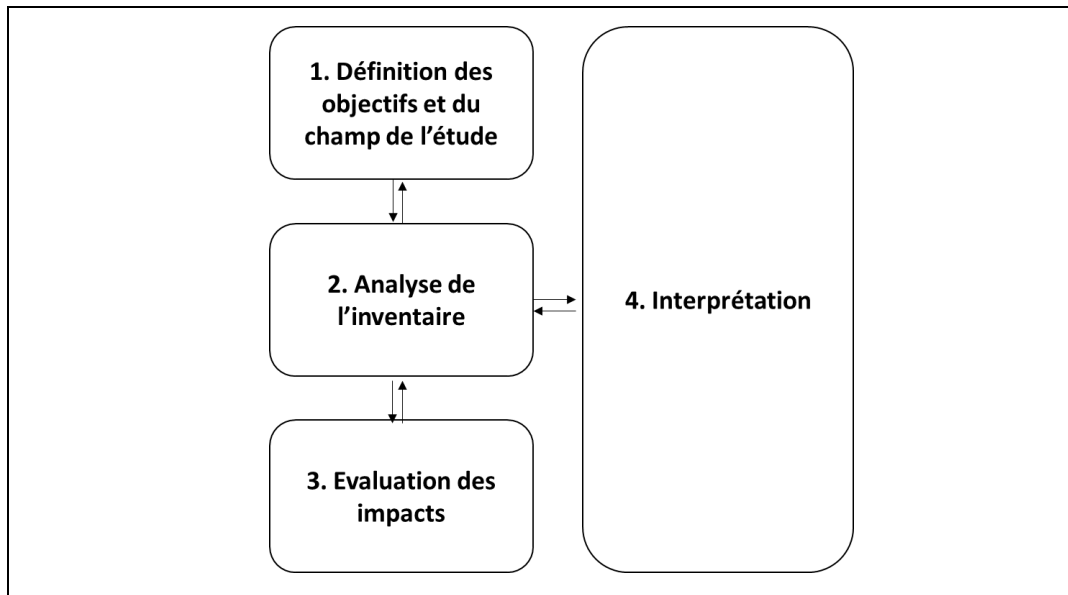 1. Définition des
objectifs et du
champ de l’étude
2. Analyse de
l’inventaire
4. Interprétation
3. Evaluation des
impacts